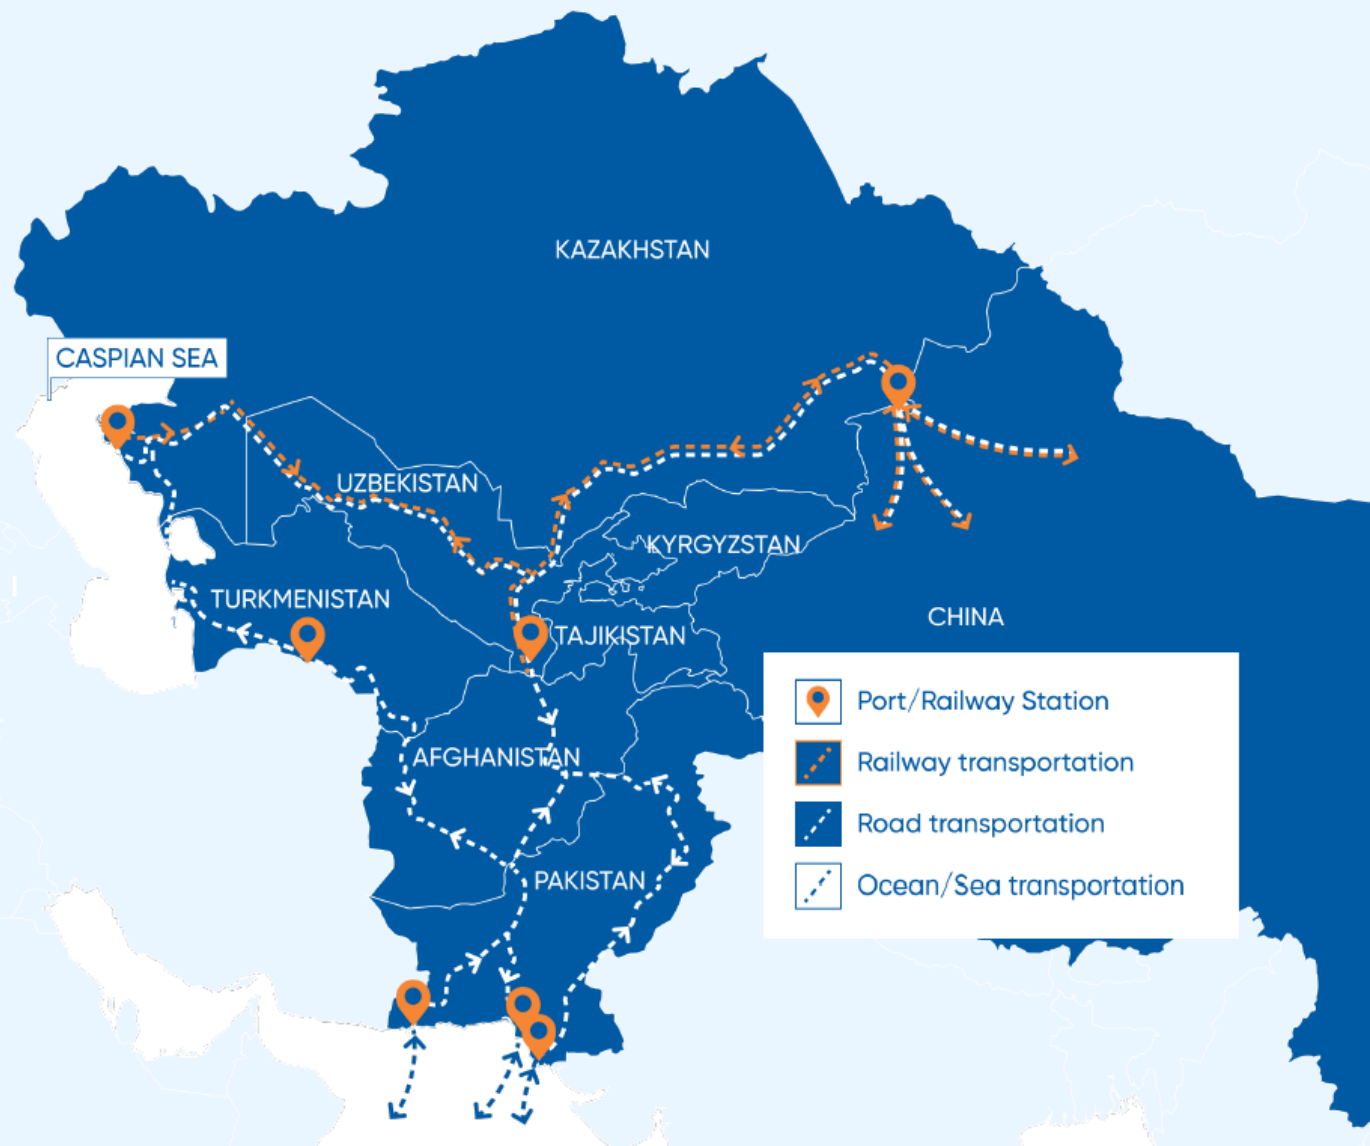 KAZAKHSTAN
CASPIAN SEA
UZBEKISTAN
KYRGYZSTAN
TURKMENISTAN
CHINA
TAJIKISTAN
Port/Railway Station
AFGHANISTAN
Railway transportation
Road transportation
PAKISTAN
Ocean/Sea transportation